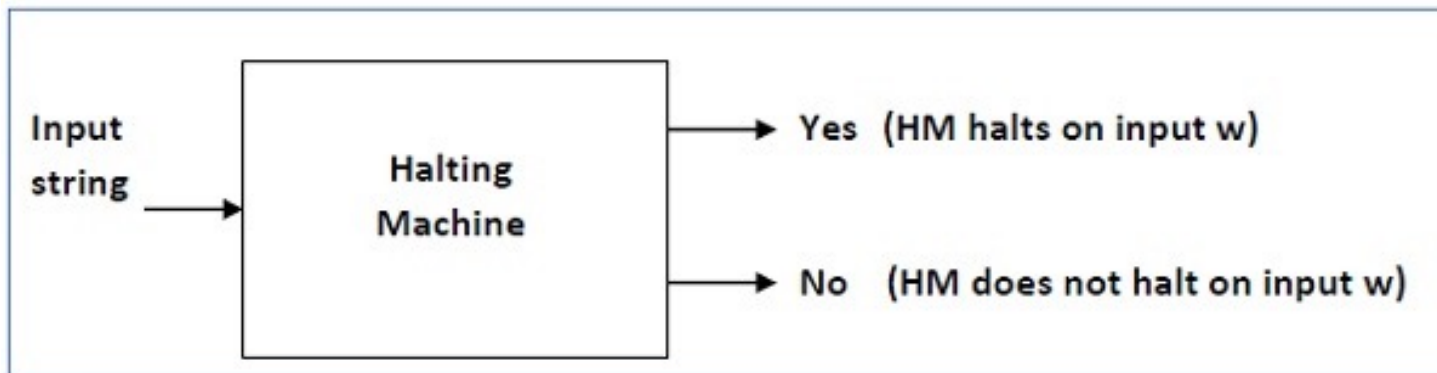 Input
string
Halting
Machine
Yes (HM halts on input w)
No (HM does not halt on input w)